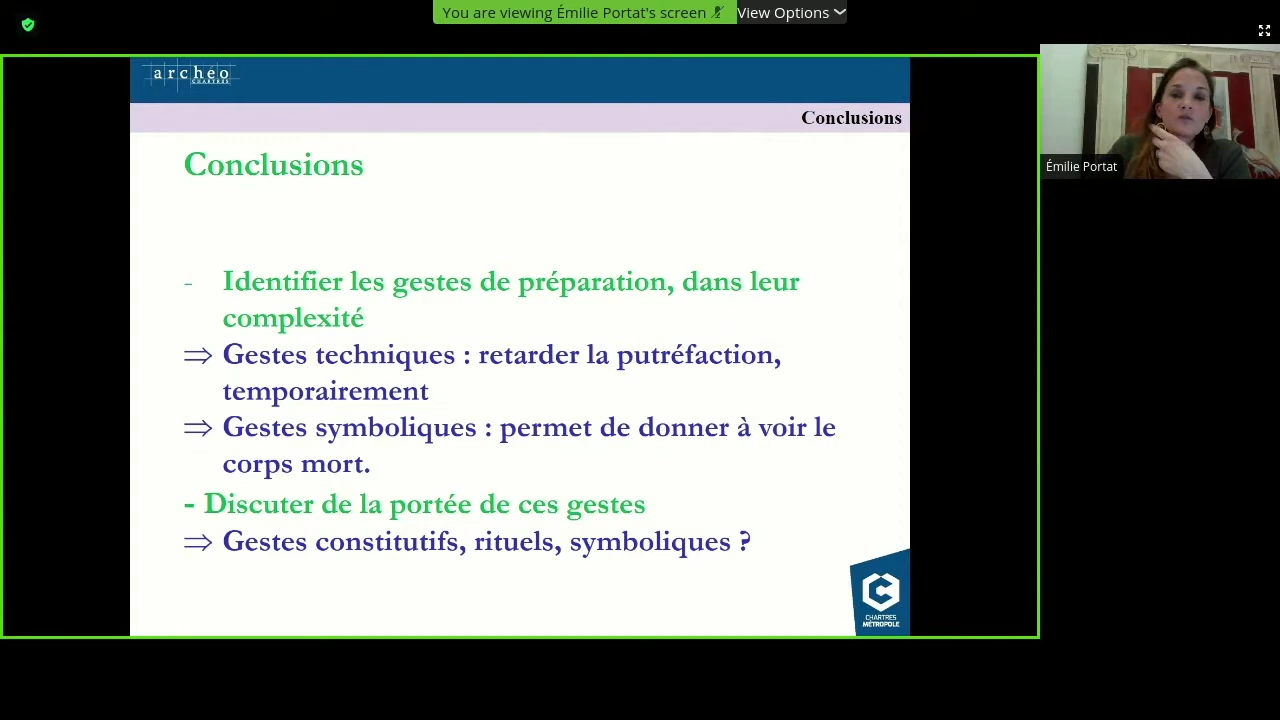 You are viewing Émilie Portat's screen
View Options
archéo
CHARTRES
Conclusions
Conclusions
- Identifier les gestes de préparation, dans leur
complexité
⇒ Gestes techniques : retarder la putréfaction,
temporairement
⇒ Gestes symboliques : permet de donner à voir le
corps mort.
- Discuter de la portée de ces gestes
⇒ Gestes constitutifs, rituels, symboliques ?
CHARTRES
MÉTROPOLE
Émilie Portat